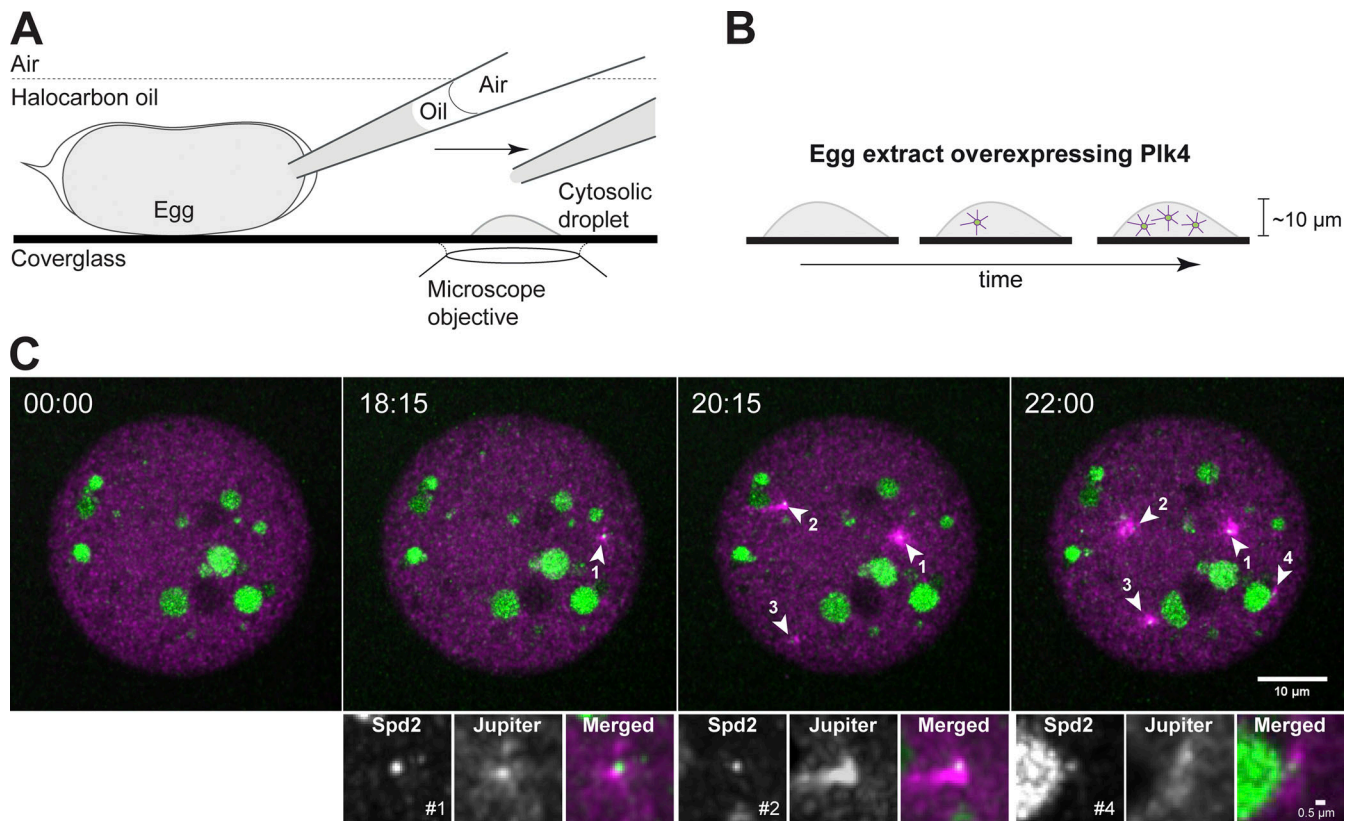 A
Air
Halocarbon oil
Air
Oil
Egg
Cytosolic
droplet
Coverglass
Microscope
objective
B
Egg extract overexpressing Plk4
~10 µm
time
C
00:00
18:15
20:15
22:00
1
2
1
3
2
1
4
3
10 µm
Spd2
Jupiter
Merged
Spd2
Jupiter
Merged
Spd2
Jupiter
Merged
#1
#2
#4
0.5 µm